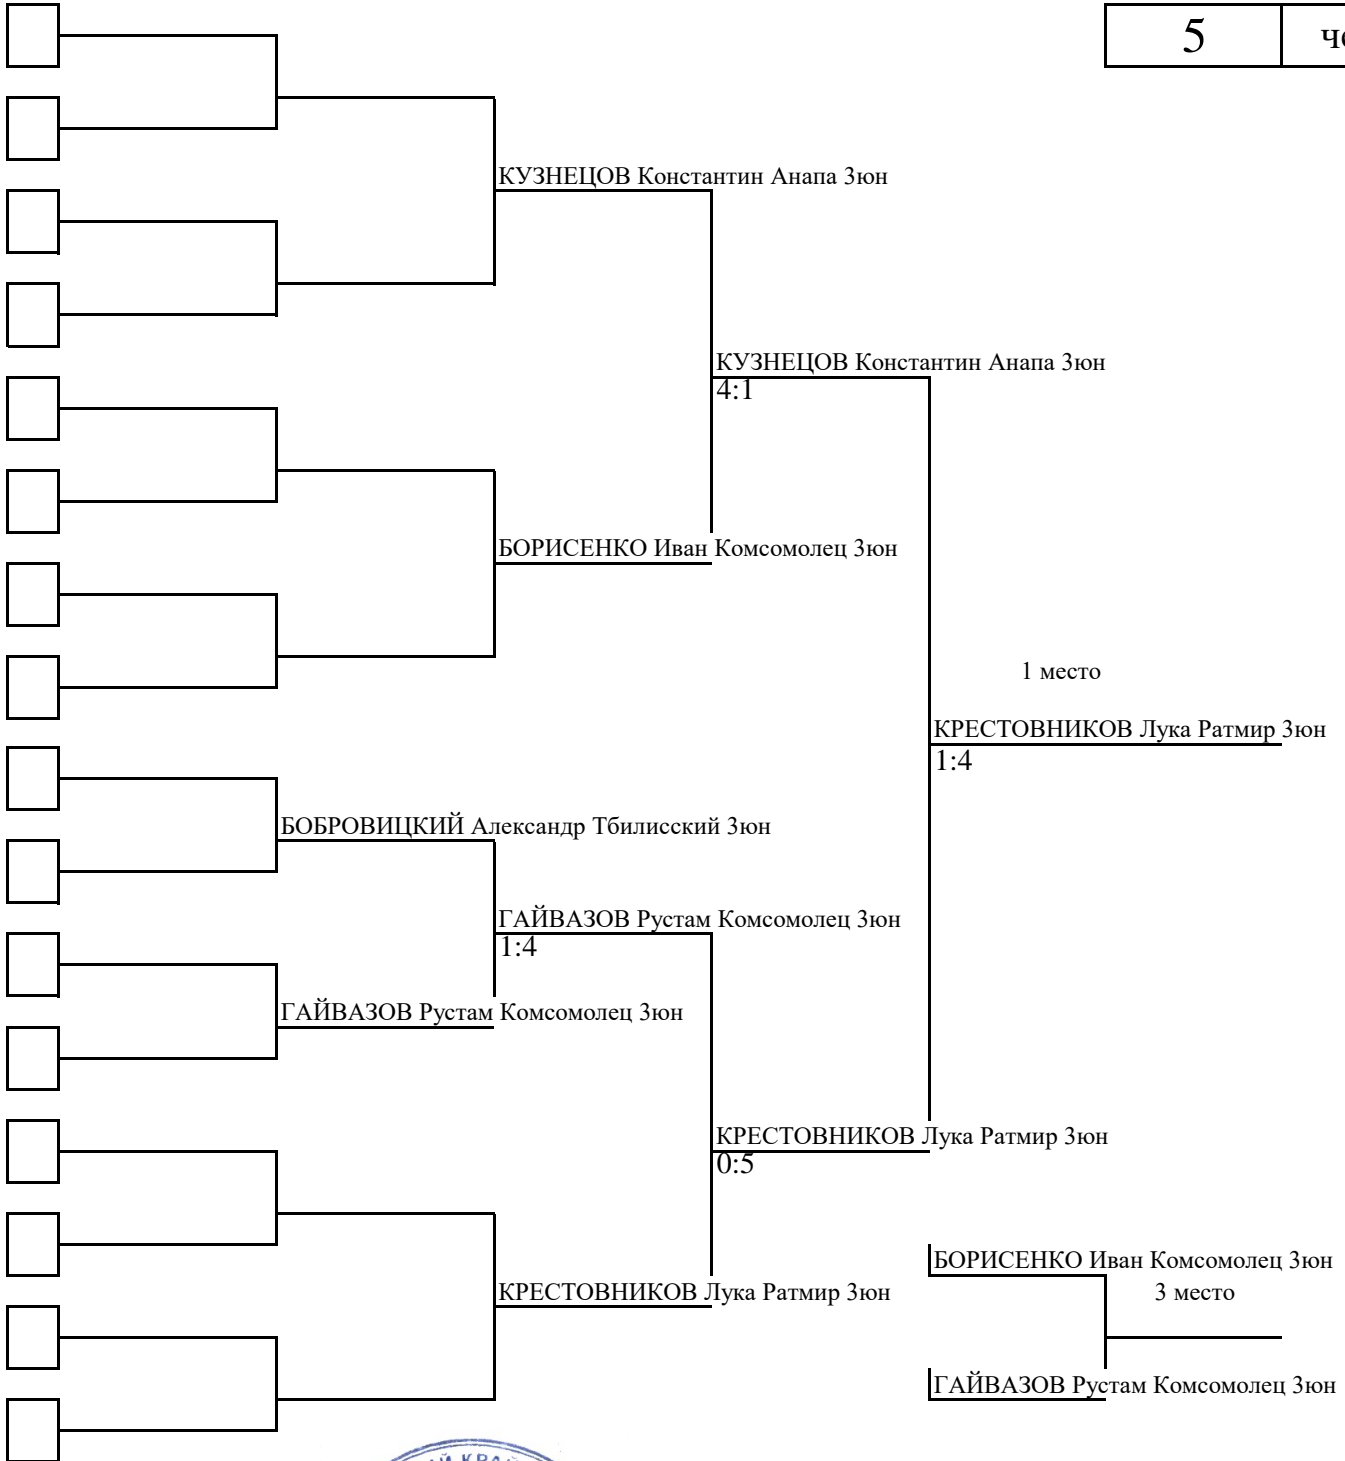 5
КУЗНЕЦОВ Константин Анапа 3юн
КУЗНЕЦОВ Константин Анапа 3юн
4:1
БОРИСЕНКО Иван Комсомолец 3юн
1 место
КРЕСТОВНИКОВ Лука Ратмир 3юн
1:4
БОБРОВИЦКИЙ Александр Тбилисский 3юн
ГАЙВАЗОВ Рустам Комсомолец 3юн
1:4
ГАЙВАЗОВ Рустам Комсомолец 3юн
КРЕСТОВНИКОВ Лука Ратмир 3юн
0:5
БОРИСЕНКО Иван Комсомолец 3юн
КРЕСТОВНИКОВ Лука Ратмир 3юн
3 место
ГАЙВАЗОВ Рустам Комсомолец 3юн